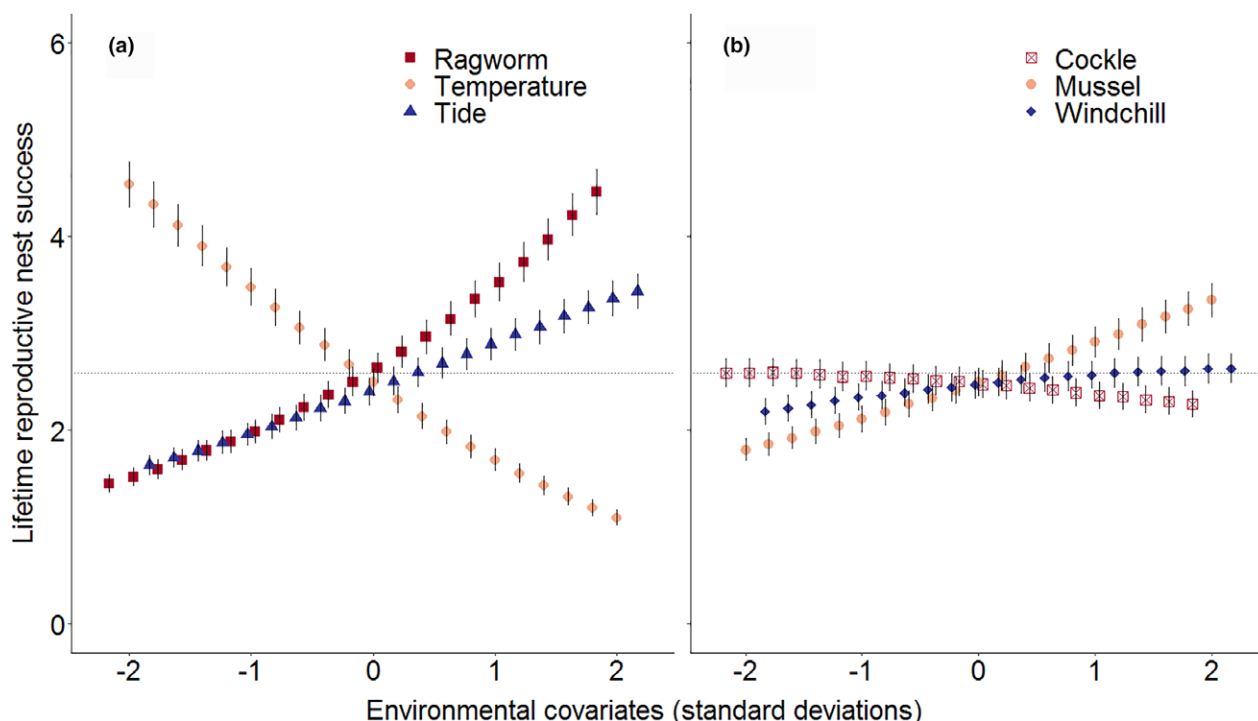 (a)
Ragworm
Temperature
Tide
(b)
Cockle
Mussel
Windchill
Lifetime reproductive nest success
6
4
2
0
-2 -1 0 1 2
-2 -1 0 1 2
Environmental covariates (standard deviations)